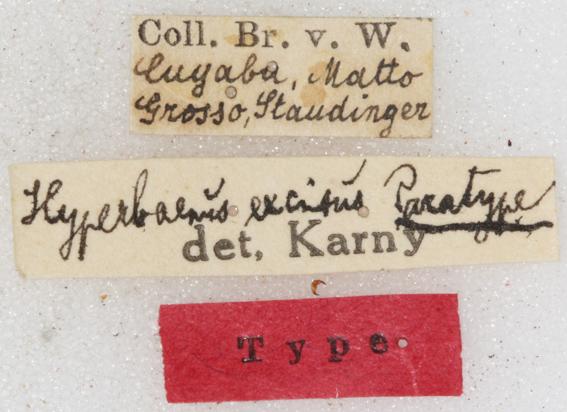 Coll. Br. v. W.
Cuyaba, Matto
Grosso, Staudinger
Hyperbaenus excisus Paratype
det, Karny
Type